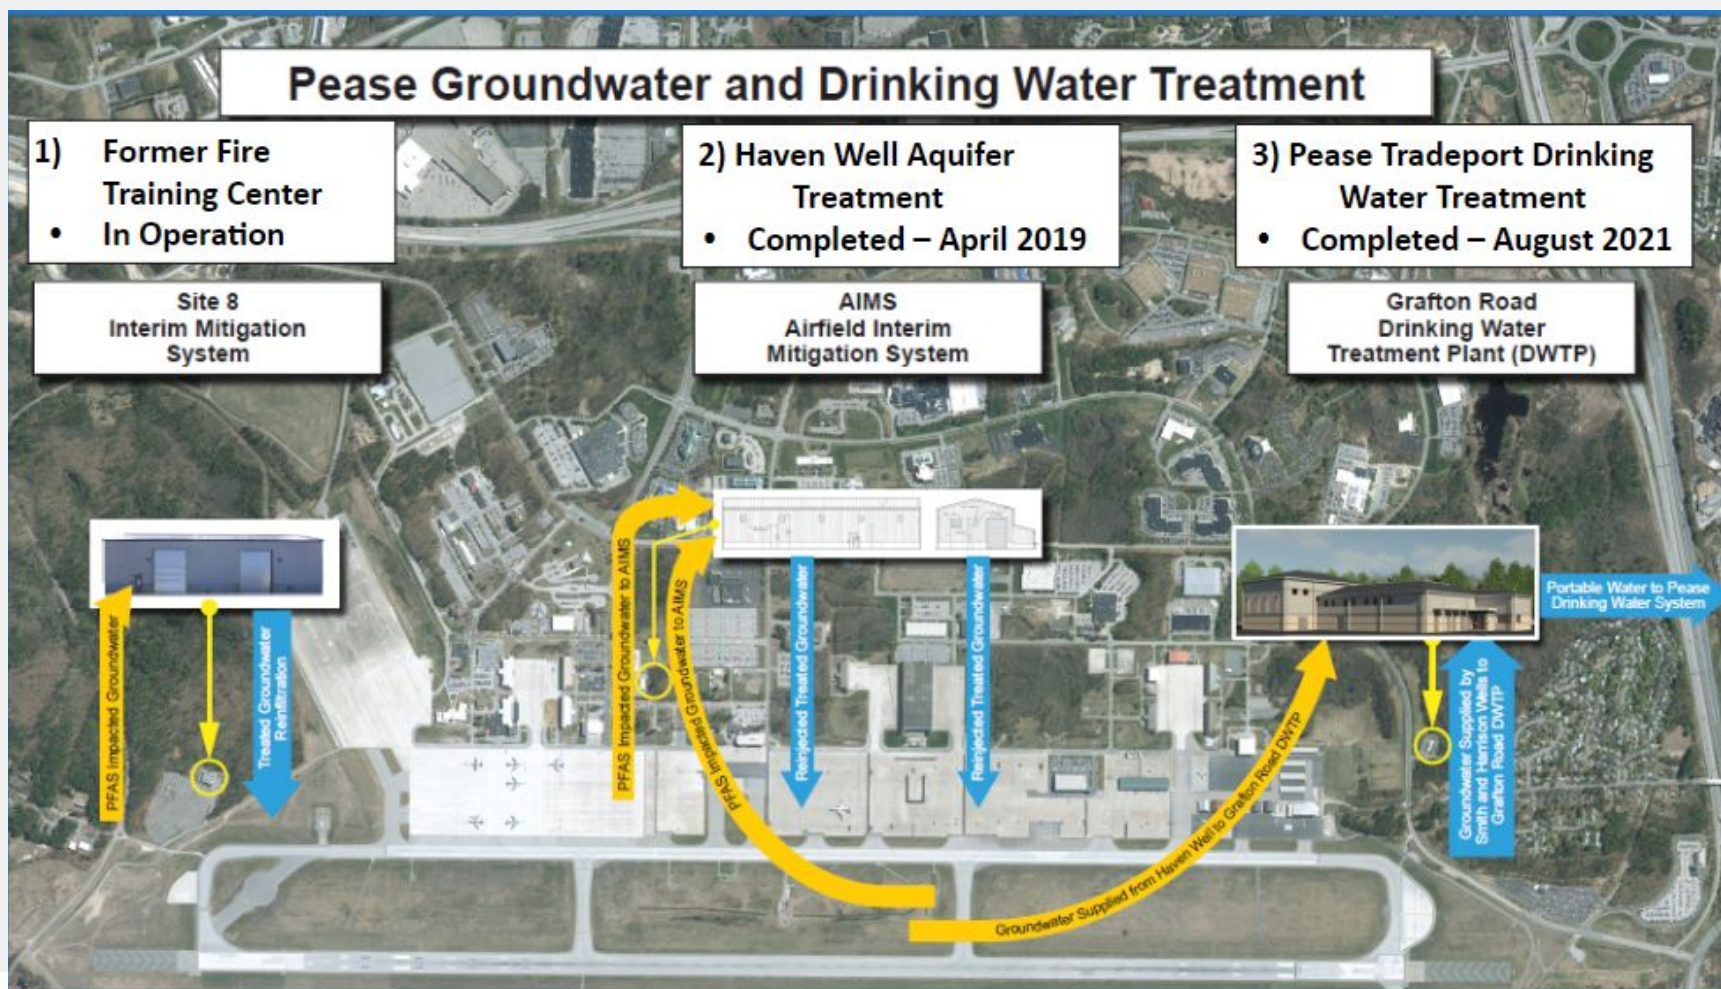 Pease Groundwater and Drinking Water Treatment
1) Former Fire
Training Center
• In Operation
Site 8
Interim Mitigation
System
2) Haven Well Aquifer
Treatment
• Completed – April 2019
AIMS
Airfield Interim
Mitigation System
3) Pease Tradeport Drinking
Water Treatment
• Completed – August 2021
Grafton Road
Drinking Water
Treatment Plant (DWTP)
PFAS Impacted Groundwater
Treated Groundwater
Reinfiltration
PFAS Impacted Groundwater to AIMS
PFAS Impacted Groundwater to AIMS
Reinjected Treated Groundwater
Reinjected Treated Groundwater
Groundwater Supplied from Haven Well to Grafton Road DWTP
Groundwater Supplied by
Smith and Harrison Wells to
Grafton Road DWTP
Portable Water to Pease
Drinking Water System